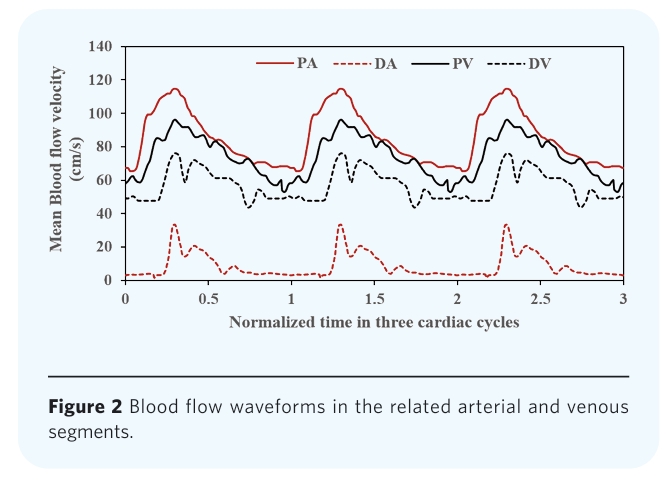 140
120
100
80
60
40
20
0
Mean Blood flow velocity
(cm/s)
PA DA PV DV
0 0.5 1 1.5 2 2.5 3
Normalized time in three cardiac cycles
Figure 2 Blood flow waveforms in the related arterial and venous
segments.